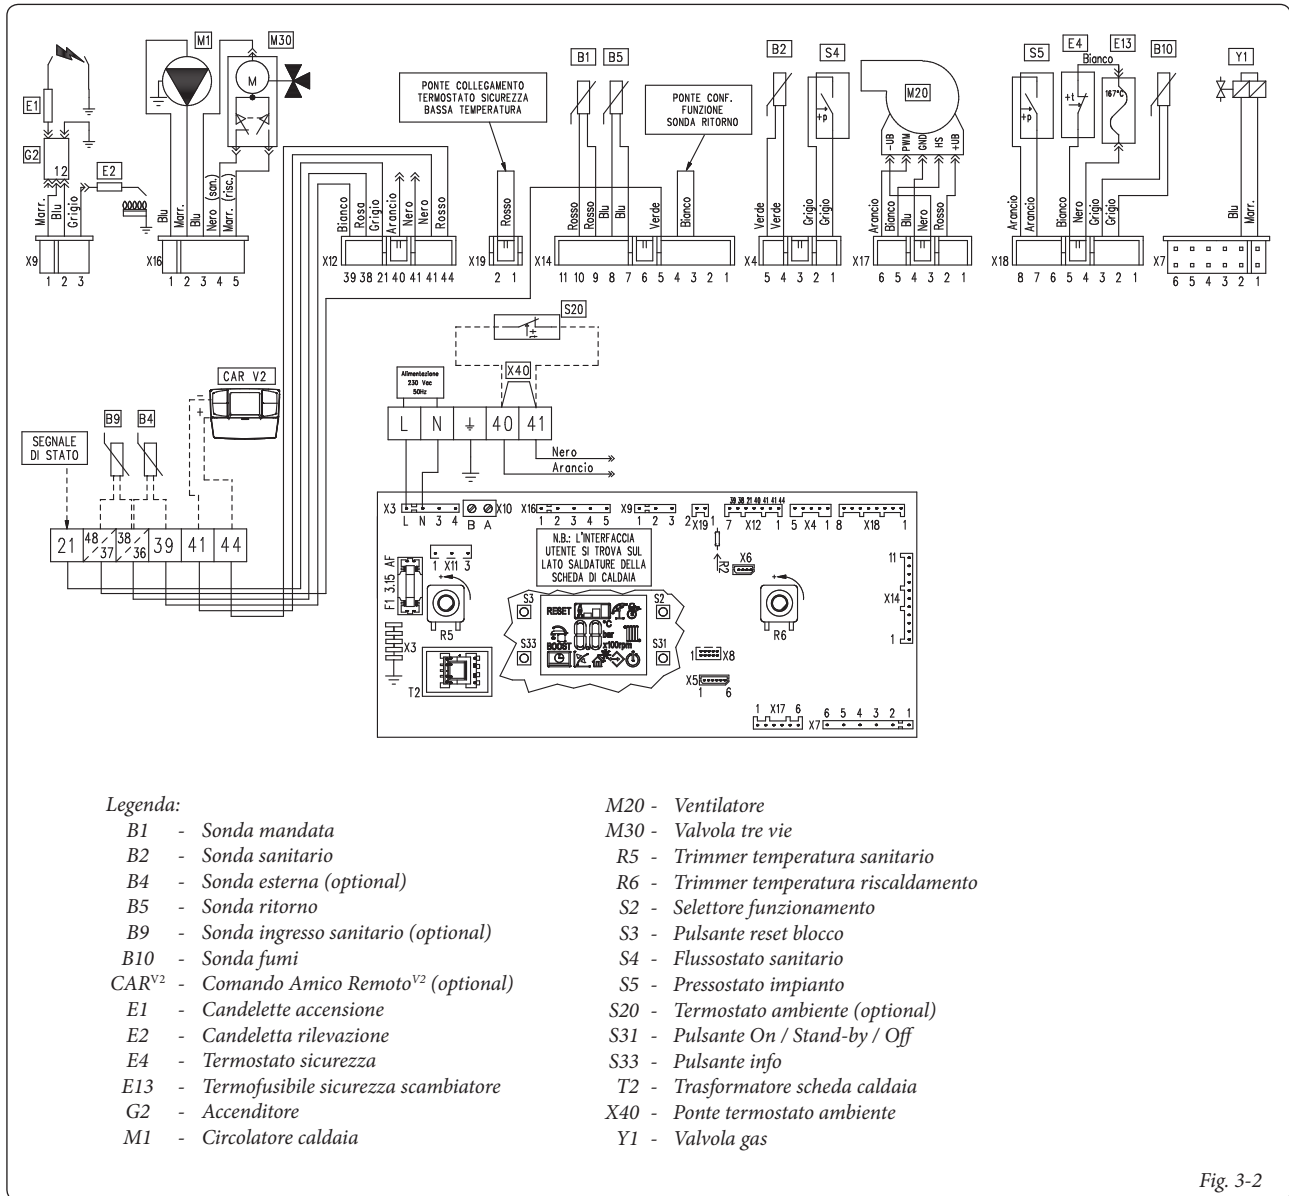 M1
M30
M
E1
G2
1 2
E2
Marr.
Blu
Grigio
X9
1 2 3
Blu
Marr.
Blu
Nero (san.)
Marr. (risc.)
X16
1 2 3 4 5
PONTE COLLEGAMENTO
TERMOSTATO SICUREZZA
BASSA TEMPERATURA
Bianco
Rosa
Grigio
Arancio
Nero
Nero
Rosso
X12
39 38 21 40 41 41 44
Rosso
X19
2 1
B1
B5
PONTE CONF.
FUNZIONE
SONDA RITORNO
Rosso
Rosso
Blu
Blu
Verde
Bianco
X14
11 10 9 8 7 6 5 4 3 2 1
B2
S4
+p
Verde
Verde
Grigio
Grigio
X4
5 4 3 2 1
M20
-UB
PWM
GND
HS
+UB
Arancio
Bianco
Blu
Nero
Rosso
X17
6 5 4 3 2 1
S5
E4
E13
B10
Bianco
+p
+t
167°C
Arancio
Arancio
Bianco
Nero
Grigio
Grigio
X18
8 7 6 5 4 3 2 1
Y1
Blu
Marr.
X7
6 5 4 3 2 1
S20
X40
Alimentazione
230 Vac
50Hz
L N 40 41
Nero
Arancio
CAR V2
-
+
B9
B4
SEGNALE
DI STATO
21 48/37 38/36 39 41 44
X3
L N 3 4
X10
B A
X16
1 2 3 4 5
X9
1 2 3
2 1
X19
39 38 21 40 41 41 44
7 X12 1
5 X4 1
8 X18 1
N.B.: L'INTERFACCIA
UTENTE SI TROVA SUL
LATO SALDATURE DELLA
SCHEDA DI CALDAIA
F1 3.15 AF
1 X11 3
R5
X3
T2
S3
S2
S33
S31
RESET
°C
bar
x100rpm
BOOST
R2
X6
R6
11
X14
1
1 X8
X5
1 6
1 X17 6
X7
6 5 4 3 2 1
Legenda:
B1 - Sonda mandata
B2 - Sonda sanitario
B4 - Sonda esterna (optional)
B5 - Sonda ritorno
B9 - Sonda ingresso sanitario (optional)
B10 - Sonda fumi
CARV2 - Comando Amico RemotoV2 (optional)
E1 - Candelette accensione
E2 - Candeletta rilevazione
E4 - Termostato sicurezza
E13 - Termofusibile sicurezza scambiatore
G2 - Accenditore
M1 - Circolatore caldaia
M20 - Ventilatore
M30 - Valvola tre vie
R5 - Trimmer temperatura sanitario
R6 - Trimmer temperatura riscaldamento
S2 - Selettore funzionamento
S3 - Pulsante reset blocco
S4 - Flussostato sanitario
S5 - Pressostato impianto
S20 - Termostato ambiente (optional)
S31 - Pulsante On / Stand-by / Off
S33 - Pulsante info
T2 - Trasformatore scheda caldaia
X40 - Ponte termostato ambiente
Y1 - Valvola gas
Fig. 3-2